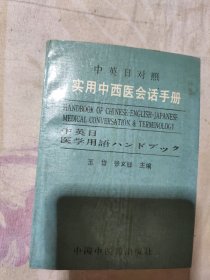 中英日对照
实用中西医会话手册
HANDBOOK OF CHINESE-ENGLISH-JAPANESE
MEDICAL CONVERSATION & TERMINOLOGY
中英日
医学用語ハンドブック
主编
中国中医药出版社